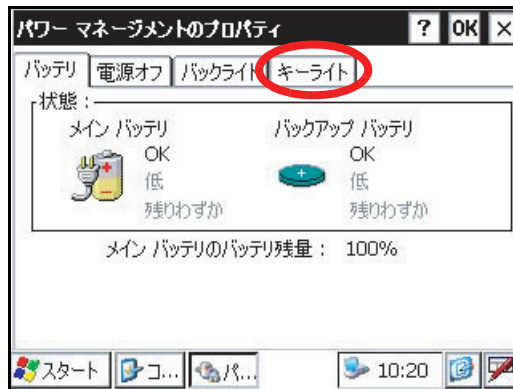 パワー マネージメントのプロパティ ? OK ×
バッテリ 電源オフ バックライト キーライト
状態：
メイン バッテリ バックアップ バッテリ
OK OK
低 低
残りわずか 残りわずか
メイン バッテリのバッテリ残量： 100%
スタート コ... パ... 10:20